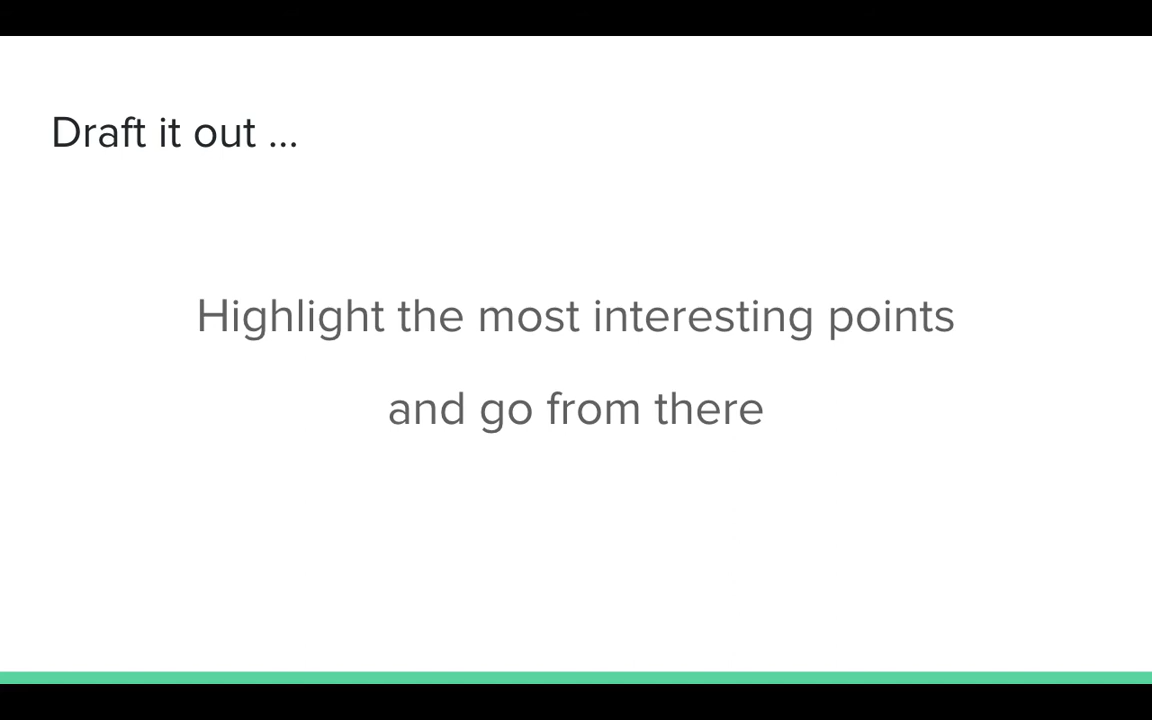 Draft it out ...
Highlight the most interesting points
and go from there